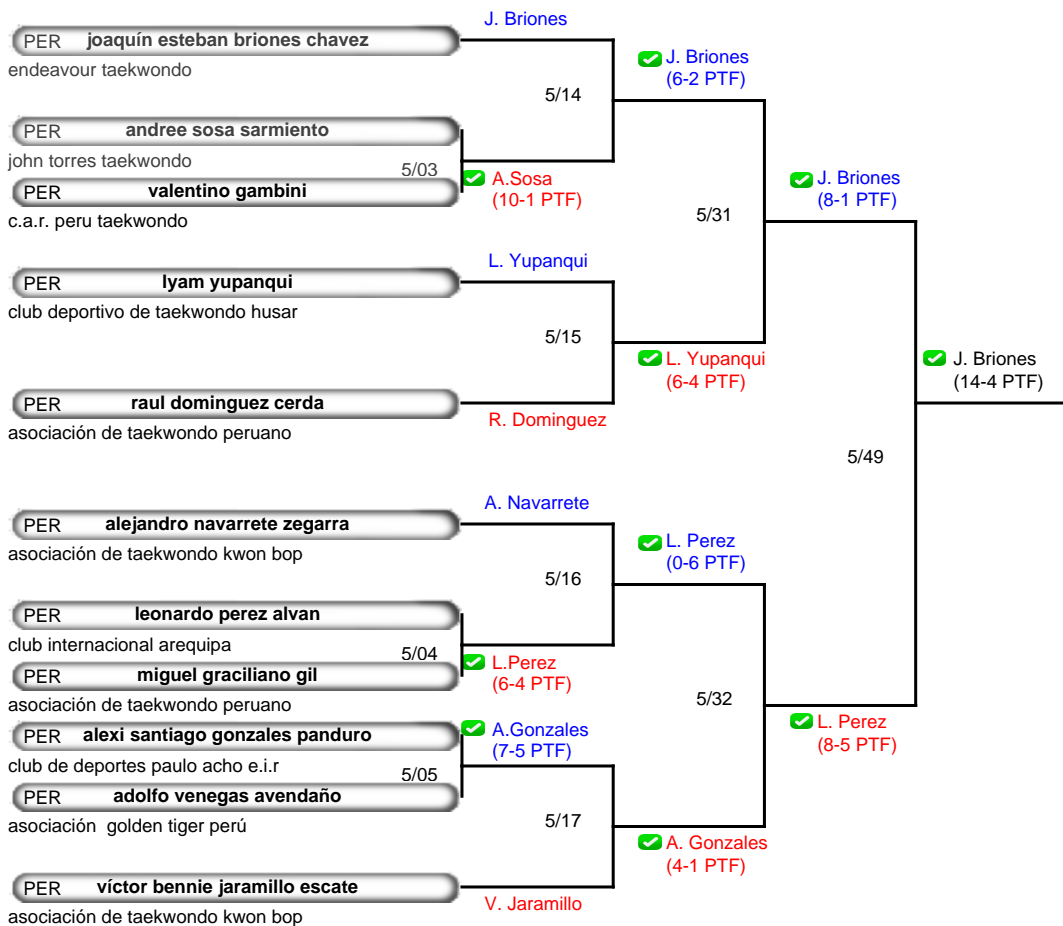 J. Briones
PER joaquín esteban briones chavez
endeavour taekwondo
J. Briones
(6-2 PTF)
5/14
PER andree sosa sarmiento
john torres taekwondo
5/03
PER valentino gambini
c.a.r. peru taekwondo
A.Sosa
(10-1 PTF)
J. Briones
(8-1 PTF)
5/31
L. Yupanqui
PER lyam yupanqui
club deportivo de taekwondo husar
5/15
L. Yupanqui
(6-4 PTF)
J. Briones
(14-4 PTF)
PER raul dominguez cerda
asociación de taekwondo peruano
R. Dominguez
5/49
A. Navarrete
PER alejandro navarrete zegarra
asociación de taekwondo kwon bop
L. Perez
(0-6 PTF)
5/16
PER leonardo perez alvan
club internacional arequipa
5/04
PER miguel graciliano gil
asociación de taekwondo peruano
L.Perez
(6-4 PTF)
5/32
L. Perez
(8-5 PTF)
PER alexi santiago gonzales panduro
club de deportes paulo acho e.i.r
A.Gonzales
(7-5 PTF)
5/05
PER adolfo venegas avendaño
asociación  golden tiger perú
5/17
A. Gonzales
(4-1 PTF)
PER víctor bennie jaramillo escate
asociación de taekwondo kwon bop
V. Jaramillo